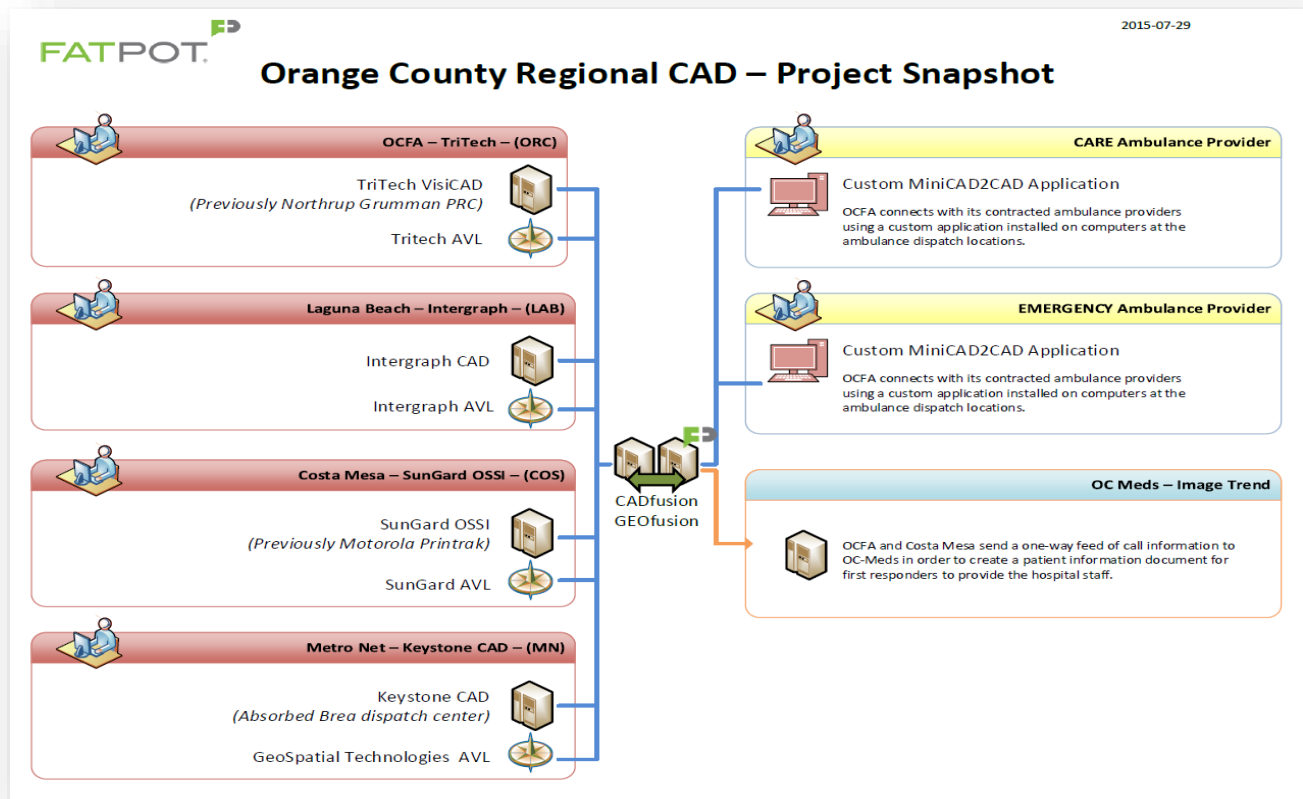 FATPOT.
2015-07-29
Orange County Regional CAD – Project Snapshot
OCFA – TriTech – (ORC)
TriTech VisiCAD
(Previously Northrup Grumman PRC)
Tritech AVL
Laguna Beach – Intergraph – (LAB)
Intergraph CAD
Intergraph AVL
Costa Mesa – SunGard OSSI – (COS)
SunGard OSSI
(Previously Motorola Printrak)
SunGard AVL
Metro Net – Keystone CAD – (MN)
Keystone CAD
(Absorbed Brea dispatch center)
GeoSpatial Technologies AVL
CADfusion
GEOfusion
CARE Ambulance Provider
Custom MiniCAD2CAD Application
OCFA connects with its contracted ambulance providers
using a custom application installed on computers at the
ambulance dispatch locations.
EMERGENCY Ambulance Provider
Custom MiniCAD2CAD Application
OCFA connects with its contracted ambulance providers
using a custom application installed on computers at the
ambulance dispatch locations.
OC Meds – Image Trend
OCFA and Costa Mesa send a one-way feed of call information to
OC-Meds in order to create a patient information document for
first responders to provide the hospital staff.